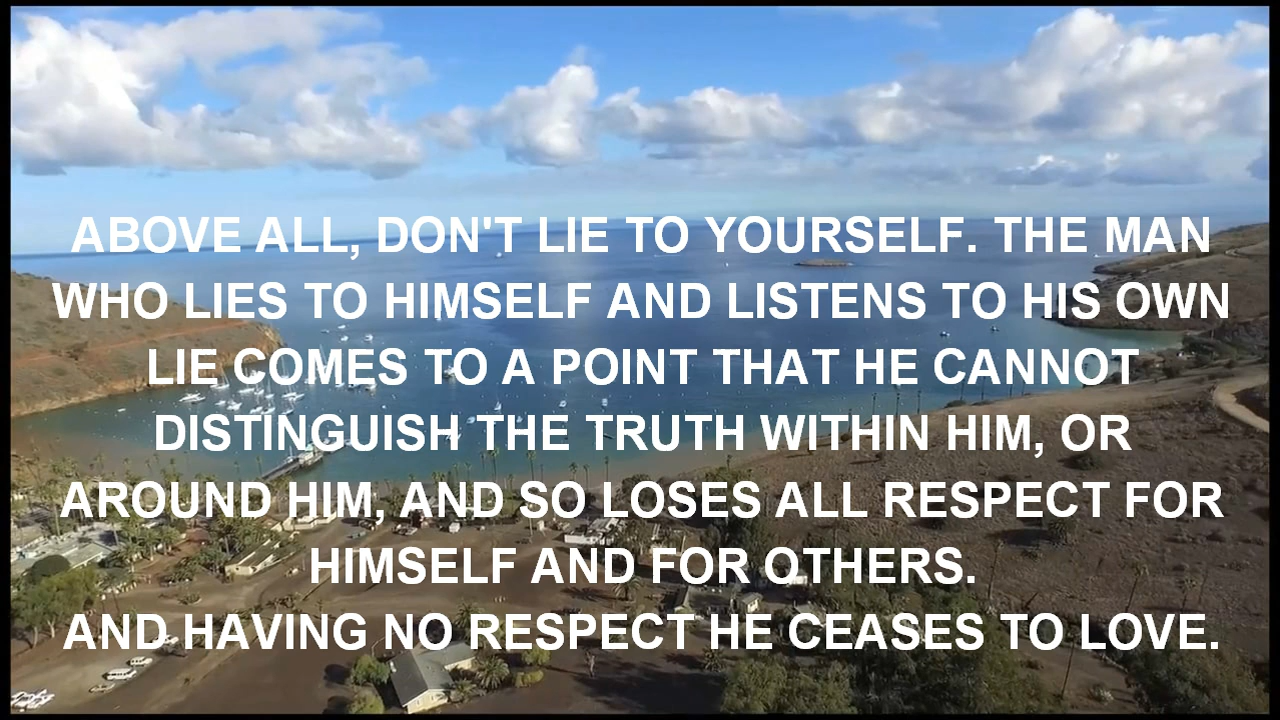 ABOVE ALL, DON'T LIE TO YOURSELF. THE MAN
WHO LIES TO HIMSELF AND LISTENS TO HIS OWN
LIE COMES TO A POINT THAT HE CANNOT
DISTINGUISH THE TRUTH WITHIN HIM, OR
AROUND HIM, AND SO LOSES ALL RESPECT FOR
HIMSELF AND FOR OTHERS.
AND HAVING NO RESPECT HE CEASES TO LOVE.